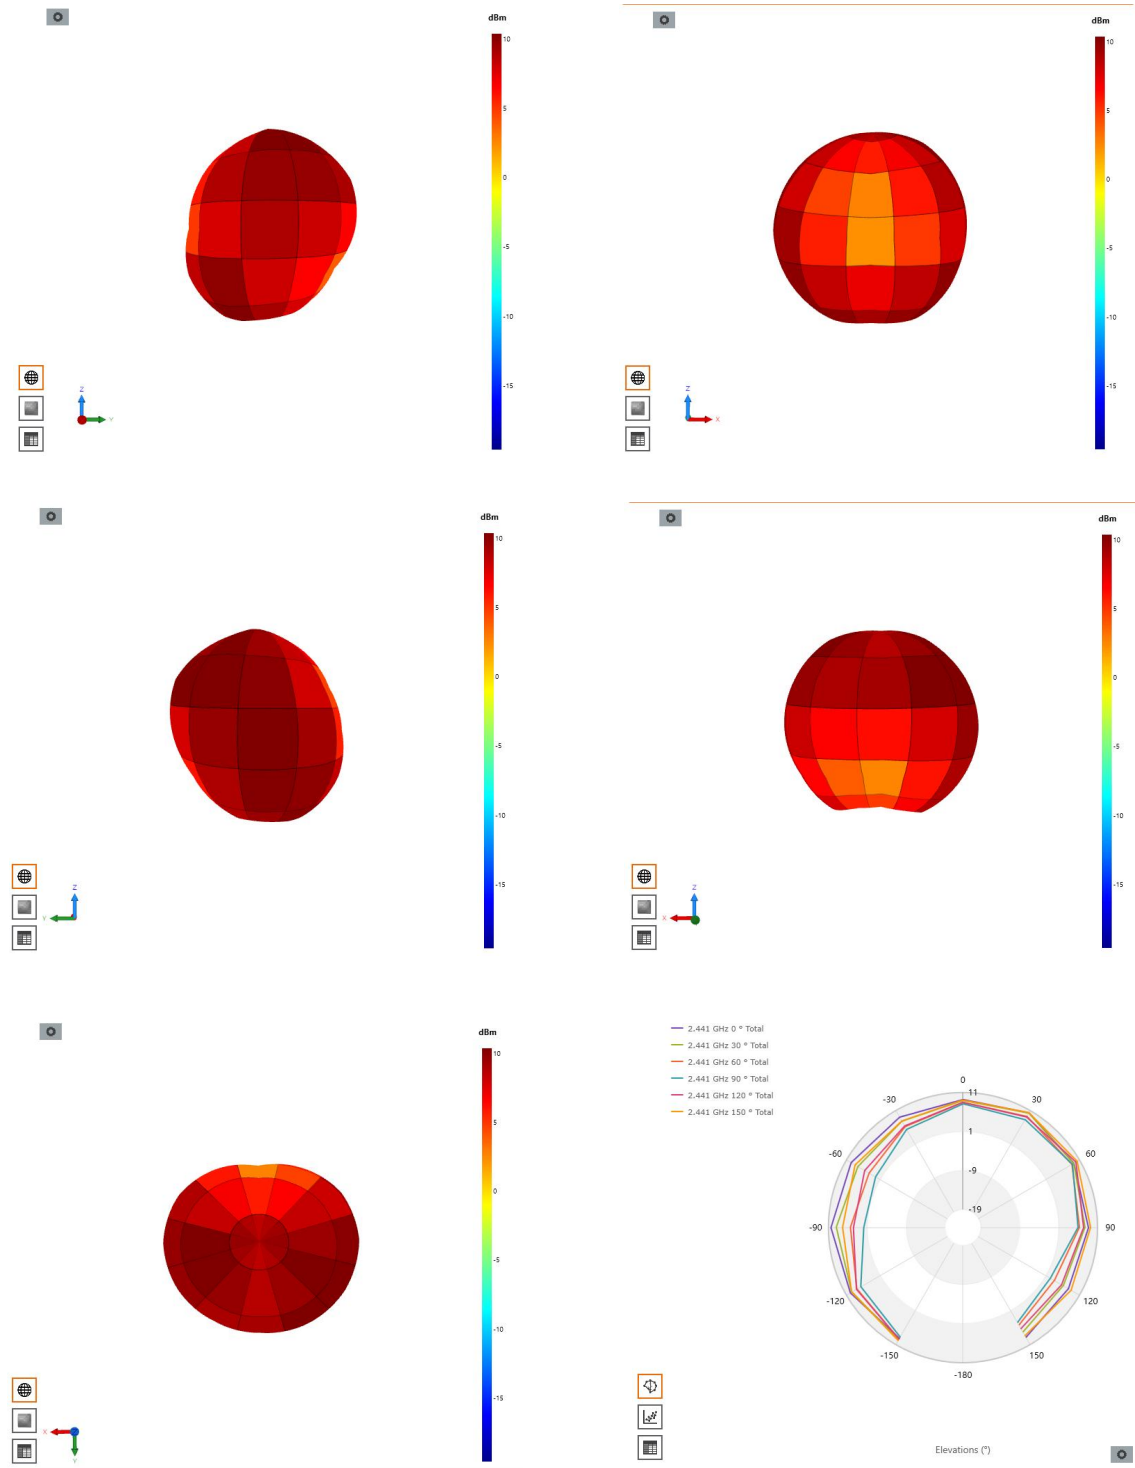 dBm
10
5
0
-5
-10
-15
Z
Y
dBm
10
5
0
-5
-10
-15
Z
X
dBm
10
5
0
-5
-10
-15
Z
Y
dBm
10
5
0
-5
-10
-15
Z
X
dBm
10
5
0
-5
-10
-15
X
Y
2.441 GHz 0 ° Total
2.441 GHz 30 ° Total
2.441 GHz 60 ° Total
2.441 GHz 90 ° Total
2.441 GHz 120 ° Total
2.441 GHz 150 ° Total
0
11
-30
30
1
-60
60
-9
-19
-90
90
-120
120
-150
150
-180
Elevations (°)